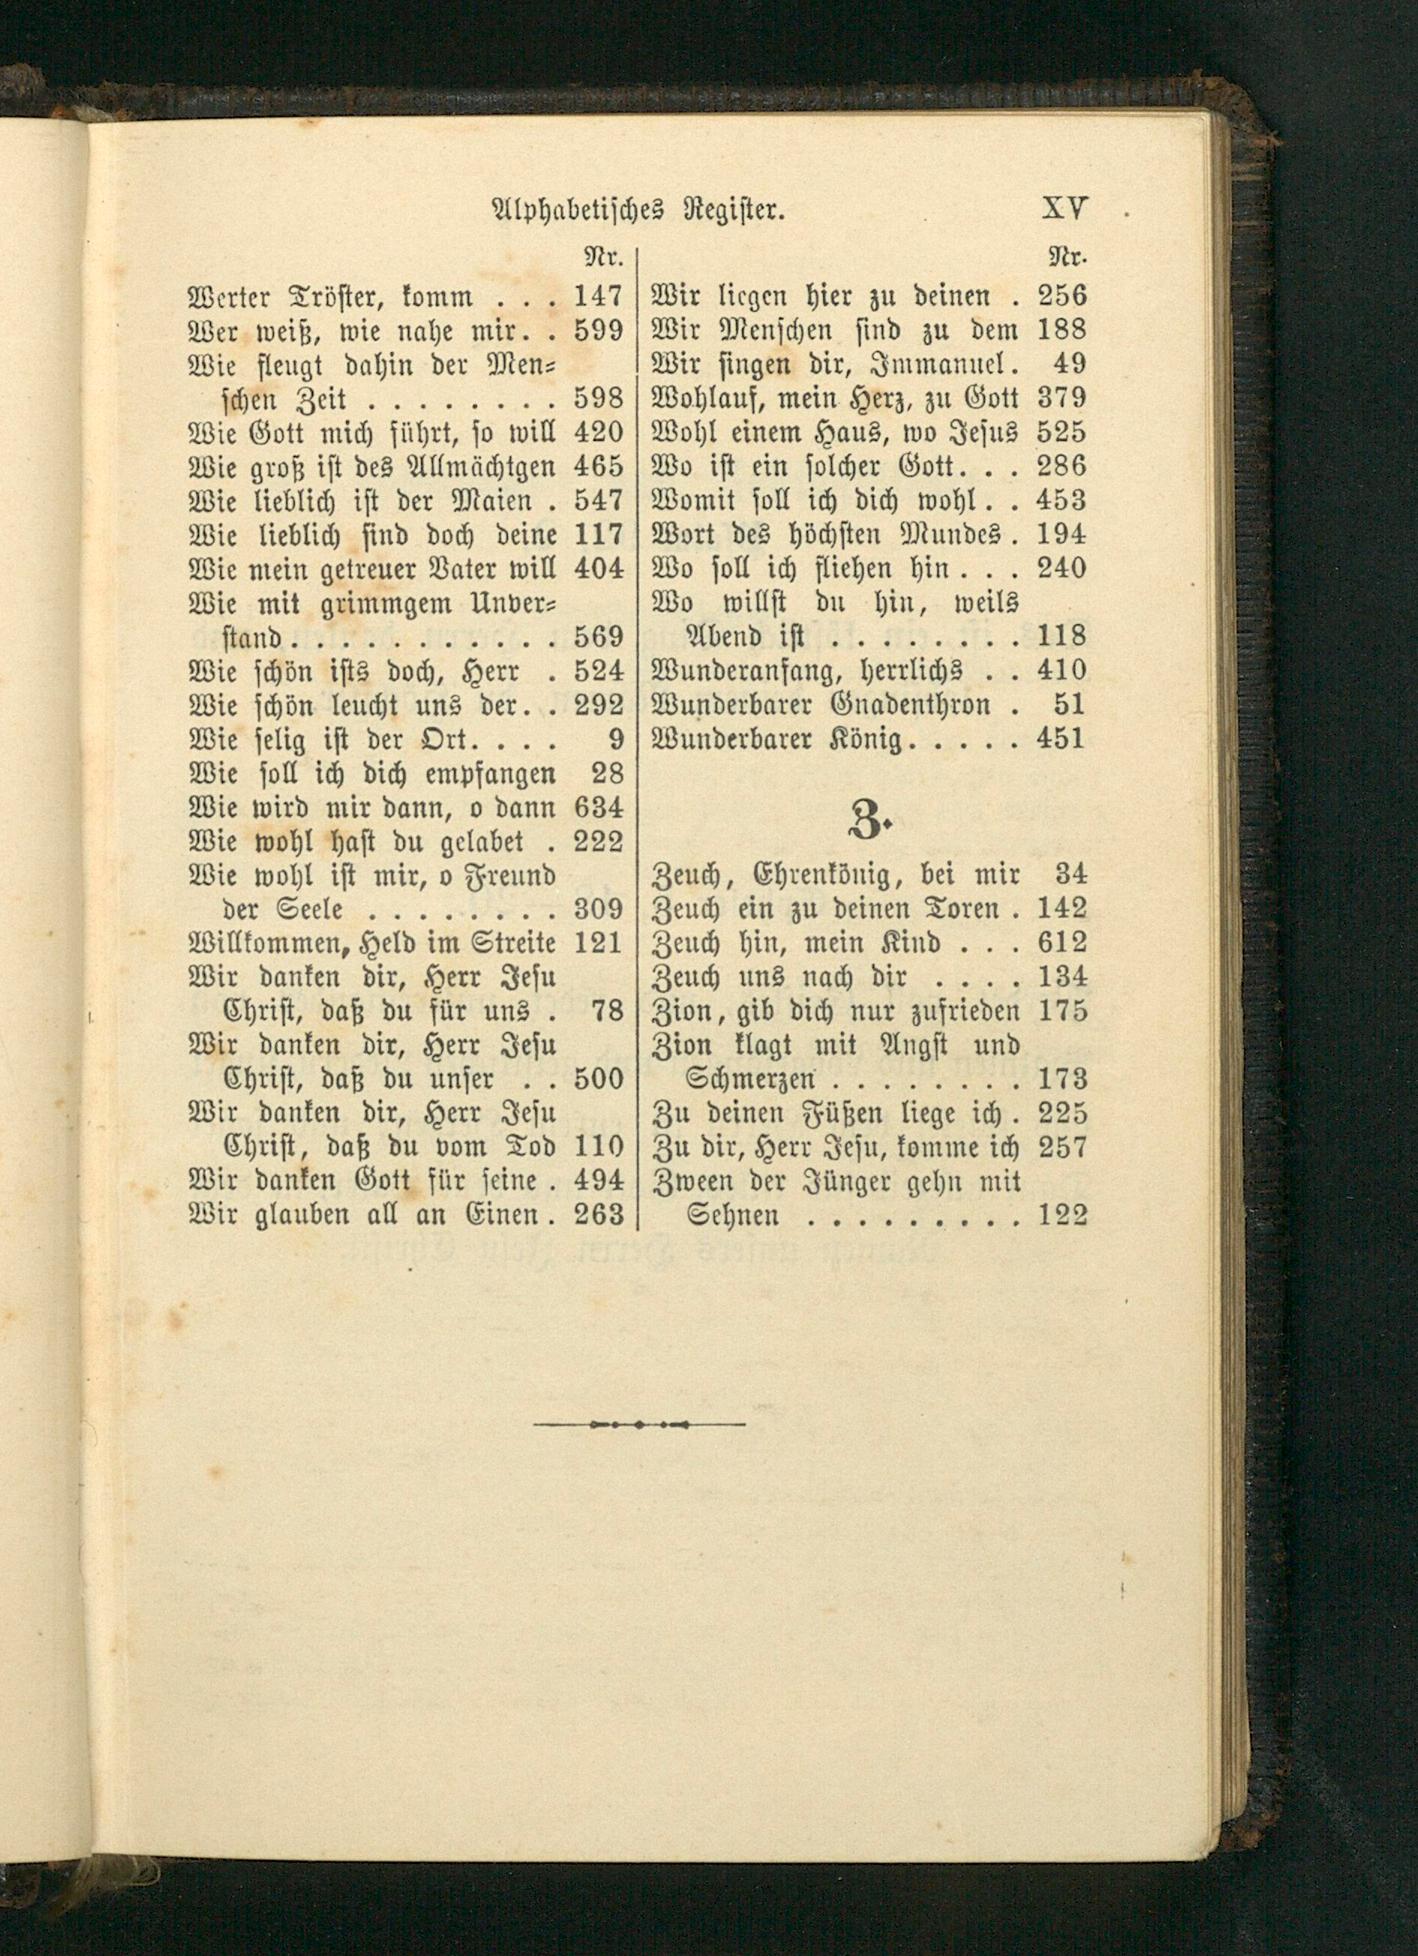 Alphabetisches Register. XV
Nr.
Werter Tröster, komm . . . 147
Wer weiß, wie nahe mir. . 599
Wie fleugt dahin der Men=
schen Zeit . . . . . . . . 598
Wie Gott mich führt, so will 420
Wie groß ist des Allmächtgen 465
Wie lieblich ist der Maien . 547
Wie lieblich sind doch deine 117
Wie mein getreuer Vater will 404
Wie mit grimmgem Unver=
stand. . . . . . . . . . . 569
Wie schön ists doch, Herr . 524
Wie schön leucht uns der. . 292
Wie selig ist der Ort. . . . 9
Wie soll ich dich empfangen 28
Wie wird mir dann, o dann 634
Wie wohl hast du gelabet . 222
Wie wohl ist mir, o Freund
der Seele . . . . . . . . 309
Willkommen, Held im Streite 121
Wir danken dir, Herr Jesu
Christ, daß du für uns . 78
Wir danken dir, Herr Jesu
Christ, daß du unser . . 500
Wir danken dir, Herr Jesu
Christ, daß du vom Tod 110
Wir danken Gott für seine . 494
Wir glauben all an Einen . 263
Nr.
Wir liegen hier zu deinen . 256
Wir Menschen sind zu dem 188
Wir singen dir, Immanuel. 49
Wohlauf, mein Herz, zu Gott 379
Wohl einem Haus, wo Jesus 525
Wo ist ein solcher Gott. . . 286
Womit soll ich dich wohl. . 453
Wort des höchsten Mundes . 194
Wo soll ich fliehen hin . . . 240
Wo willst du hin, weils
Abend ist . . . . . . . . 118
Wunderanfang, herrlichs . . 410
Wunderbarer Gnadenthron . 51
Wunderbarer König. . . . . 451
Z.
Zeuch, Ehrenkönig, bei mir 34
Zeuch ein zu deinen Toren . 142
Zeuch hin, mein Kind . . . 612
Zeuch uns nach dir . . . . 134
Zion, gib dich nur zufrieden 175
Zion klagt mit Angst und
Schmerzen . . . . . . . . 173
Zu deinen Füßen liege ich . 225
Zu dir, Herr Jesu, komme ich 257
Zween der Jünger gehn mit
Sehnen . . . . . . . . . 122